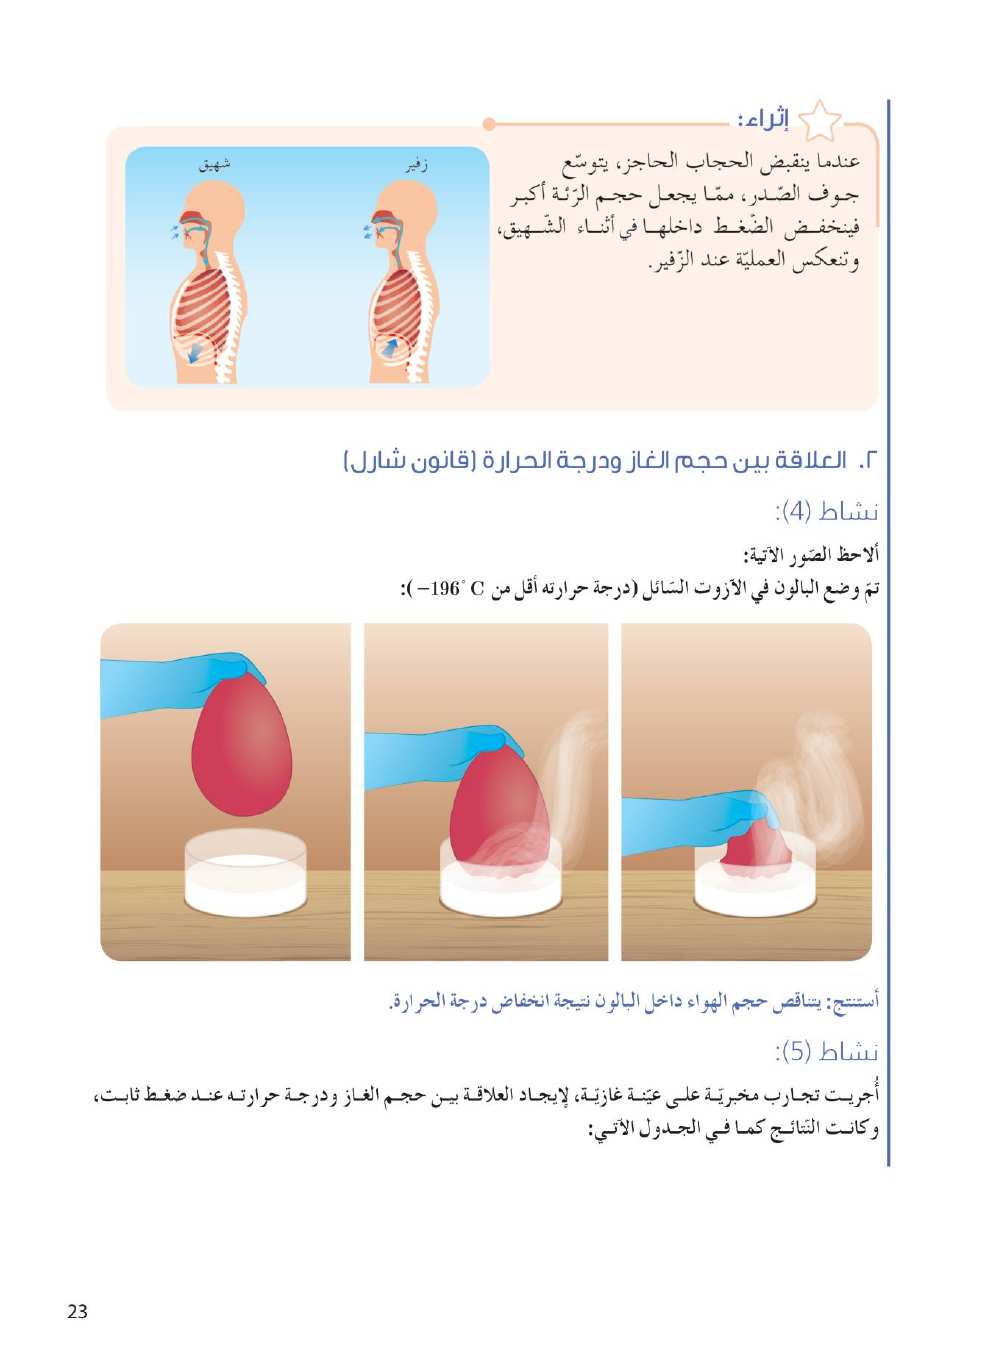 إثراء:
عندما ينقبض الحجاب الحاجز، يتوسّع
جوف الصّدر، ممّا يجعل حجم الرّئة أكبر
فينخفض الضّغط داخلها في أثناء الشّهيق،
وتنعكس العمليّة عند الزّفير.
زفير
شهيق
٢. العلاقة بين حجم الغاز ودرجة الحرارة (قانون شارل)
نشاط (4):
ألاحظ الصّور الآتية:
تمّ وضع البالون في الآزوت السّائل (درجة حرارته أقل من −196°C ):
أستنتج: يتناقص حجم الهواء داخل البالون نتيجة انخفاض درجة الحرارة.
نشاط (5):
أُجريت تجارب مخبريّة على عيّنة غازيّة، لإيجاد العلاقة بين حجم الغاز ودرجة حرارته عند ضغط ثابت،
وكانت النّتائج كما في الجدول الآتي:
23